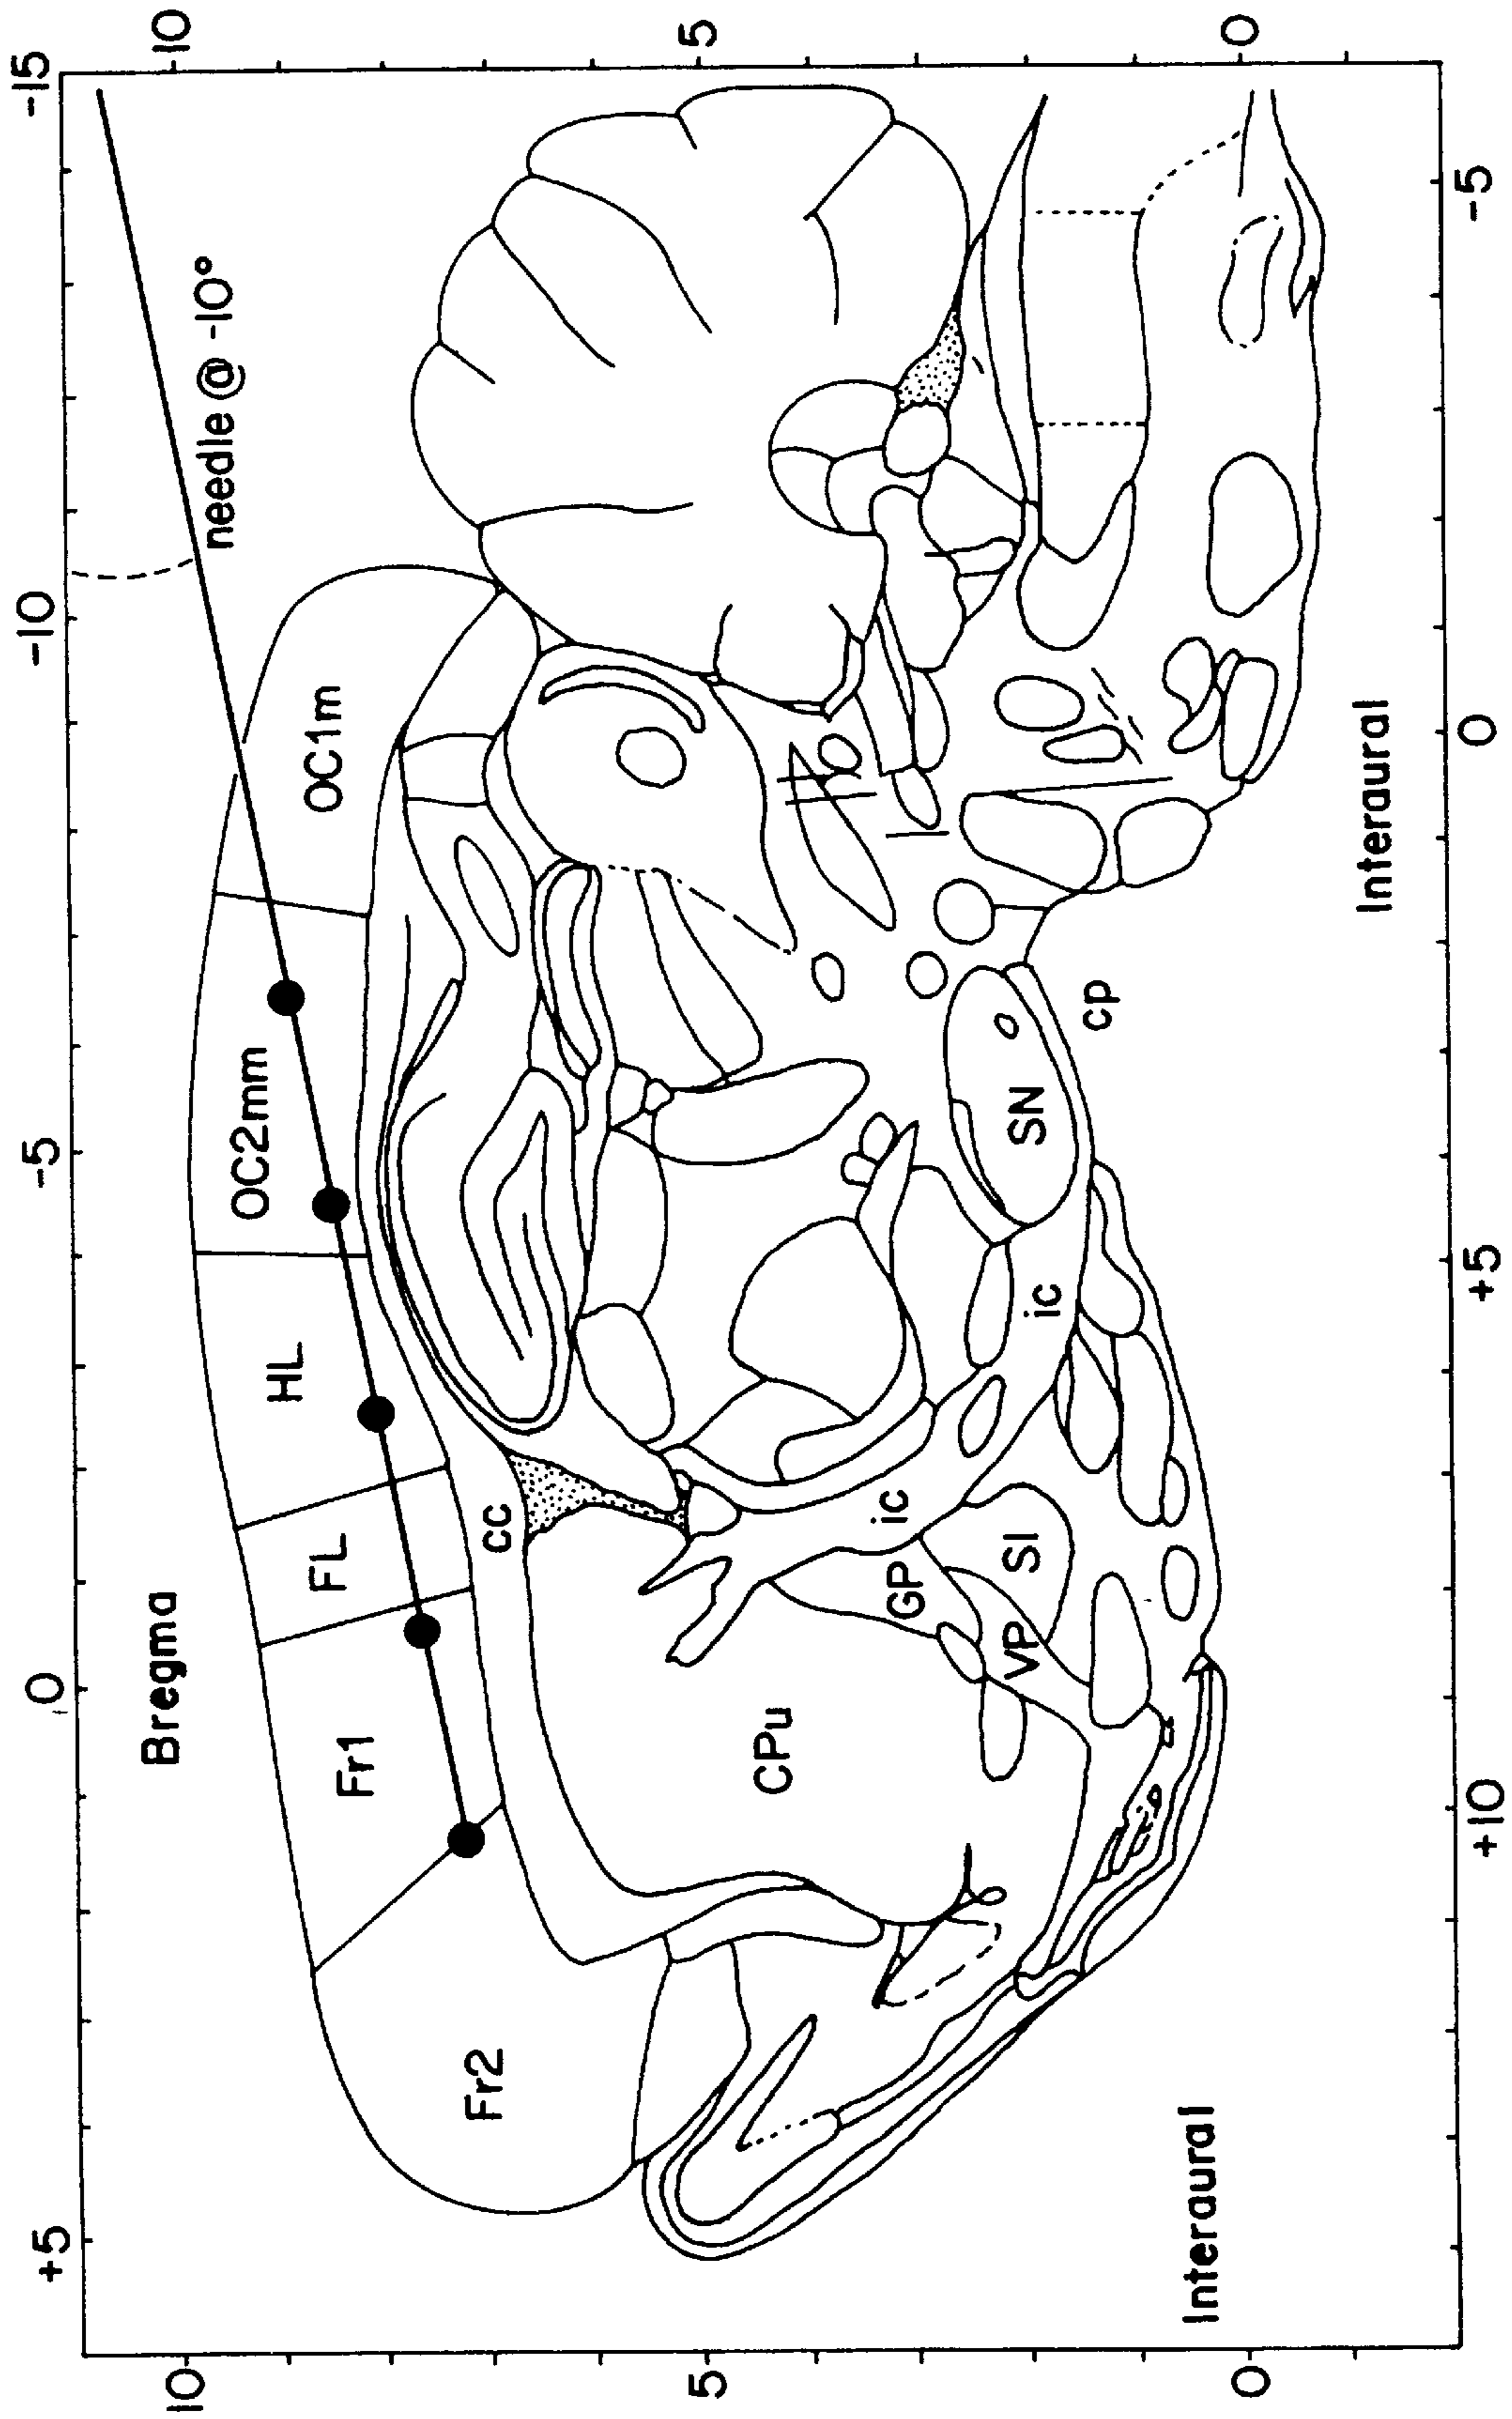 +5
0
-5
-10
-15
Bregma
needle @ -10°
10
10
OC1m
OC2mm
HL
FL
Fr1
Fr2
cc
5
5
CPu
GP
ic
VP
SI
ic
SN
cp
0
0
Interaural
Interaural
+10
+5
0
-5